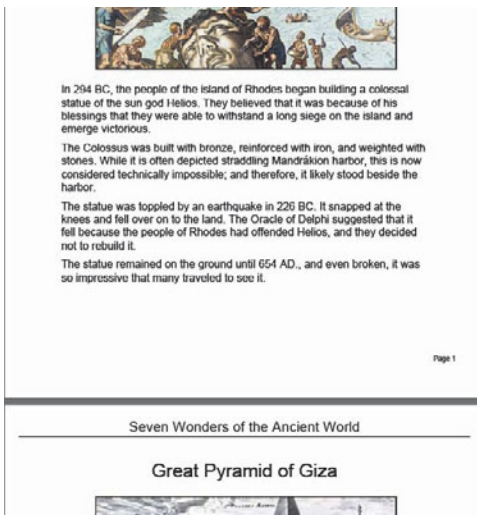 In 294 BC, the people of the island of Rhodes began building a colossal
statue of the sun god Helios. They believed that it was because of his
blessings that they were able to withstand a long siege on the island and
emerge victorious.
The Colossus was built with bronze, reinforced with iron, and weighted with
stones. While it is often depicted straddling Mandrákion harbor, this is now
considered technically impossible; and therefore, it likely stood beside the
harbor.
The statue was toppled by an earthquake in 226 BC. It snapped at the
knees and fell over on to the land. The Oracle of Delphi suggested that it
fell because the people of Rhodes had offended Helios, and they decided
not to rebuild it.
The statue remained on the ground until 654 AD., and even broken, it was
so impressive that many traveled to see it.
Page 1
Seven Wonders of the Ancient World
Great Pyramid of Giza